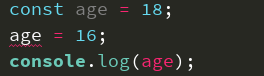 const age = 18;
age = 16;
console.log(age);